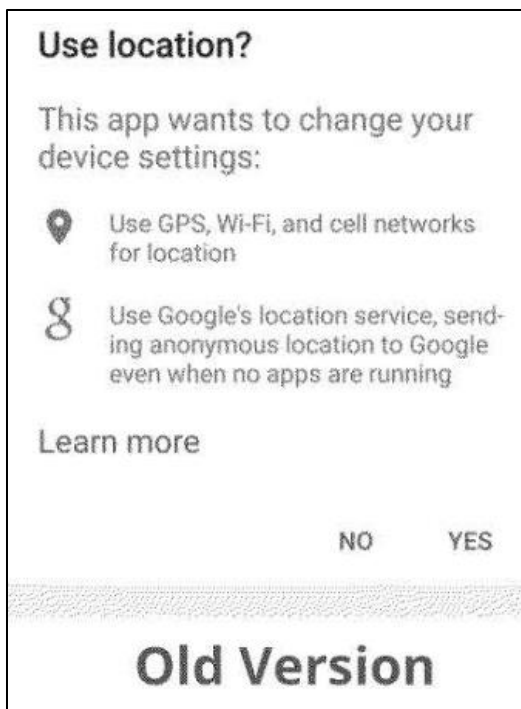 Use location?
This app wants to change your
device settings:
Use GPS, Wi-Fi, and cell networks
for location
Use Google's location service, send-
ing anonymous location to Google
even when no apps are running
Learn more
NO YES
Old Version